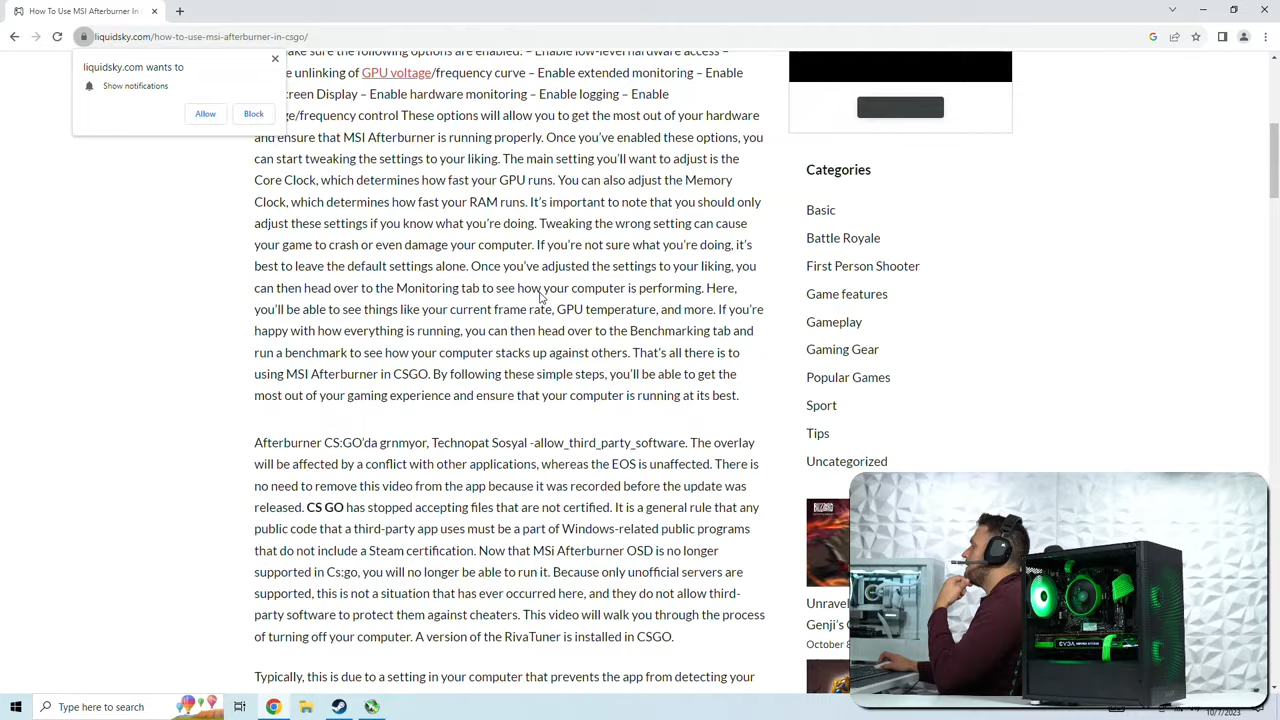 How To Use MSI Afterburner In
liquidsky.com/how-to-use-msi-afterburner-in-csgo/
liquidsky.com wants to
Show notifications
Allow
Block
make sure the following options are enabled: – Enable low-level hardware access –
unlinking of GPU voltage/frequency curve – Enable extended monitoring – Enable
Display – Enable hardware monitoring – Enable logging – Enable
/frequency control These options will allow you to get the most out of your hardware
and ensure that MSI Afterburner is running properly. Once you've enabled these options, you
can start tweaking the settings to your liking. The main setting you'll want to adjust is the
Core Clock, which determines how fast your GPU runs. You can also adjust the Memory
Clock, which determines how fast your RAM runs. It's important to note that you should only
adjust these settings if you know what you're doing. Tweaking the wrong setting can cause
your game to crash or even damage your computer. If you're not sure what you're doing, it's
best to leave the default settings alone. Once you've adjusted the settings to your liking, you
can then head over to the Monitoring tab to see how your computer is performing. Here,
you'll be able to see things like your current frame rate, GPU temperature, and more. If you're
happy with how everything is running, you can then head over to the Benchmarking tab and
run a benchmark to see how your computer stacks up against others. That's all there is to
using MSI Afterburner in CSGO. By following these simple steps, you'll be able to get the
most out of your gaming experience and ensure that your computer is running at its best.
Afterburner CS:GO'da grnmyor, Technopat Sosyal -allow_third_party_software. The overlay
will be affected by a conflict with other applications, whereas the EOS is unaffected. There is
no need to remove this video from the app because it was recorded before the update was
released. CS GO has stopped accepting files that are not certified. It is a general rule that any
public code that a third-party app uses must be a part of Windows-related public programs
that do not include a Steam certification. Now that MSi Afterburner OSD is no longer
supported in Cs:go, you will no longer be able to run it. Because only unofficial servers are
supported, this is not a situation that has ever occurred here, and they do not allow third-
party software to protect them against cheaters. This video will walk you through the process
of turning off your computer. A version of the RivaTuner is installed in CSGO.
Typically, this is due to a setting in your computer that prevents the app from detecting your
Categories
Basic
Battle Royale
First Person Shooter
Game features
Gameplay
Gaming Gear
Popular Games
Sport
Tips
Uncategorized
BLIZZARD
Unravel
Genji's
October 8
EVGA GEFORCE RTX
Type here to search
10/7/2023